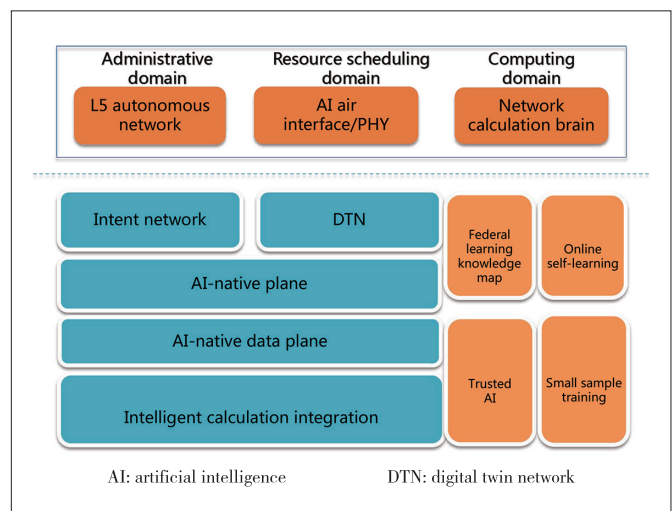 Administrative
domain
Resource scheduling
domain
Computing
domain
L5 autonomous
network
AI air
interface/PHY
Network
calculation brain
Intent network
DTN
Federal
learning
knowledge
map
Online
self-learning
AI-native plane
AI-native data plane
Trusted
AI
Small sample
training
Intelligent calculation integration
AI: artificial intelligence
DTN: digital twin network